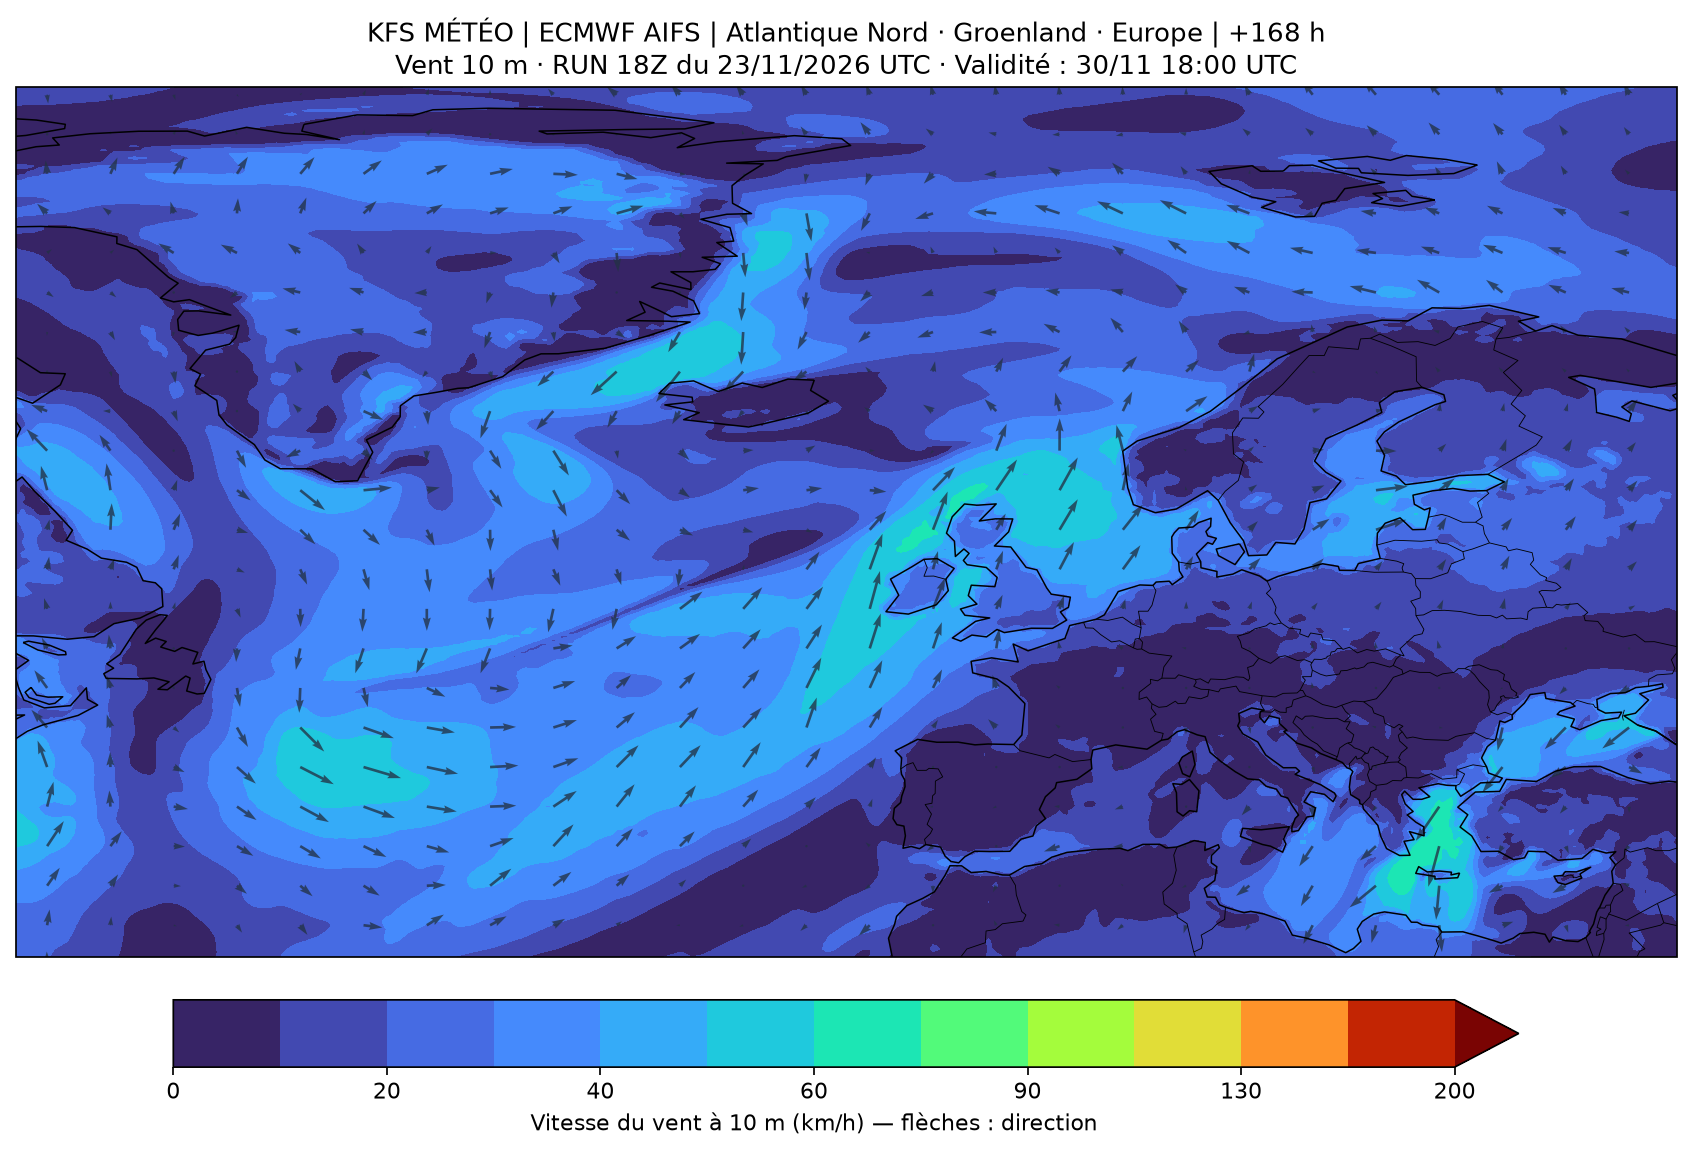 KFS MÉTÉO | ECMWF AIFS | Atlantique Nord · Groenland · Europe | +168 h
Vent 10 m · RUN 18Z du 23/11/2026 UTC · Validité : 30/11 18:00 UTC
0 20 40 60 90 130 200
Vitesse du vent à 10 m (km/h) — flèches : direction